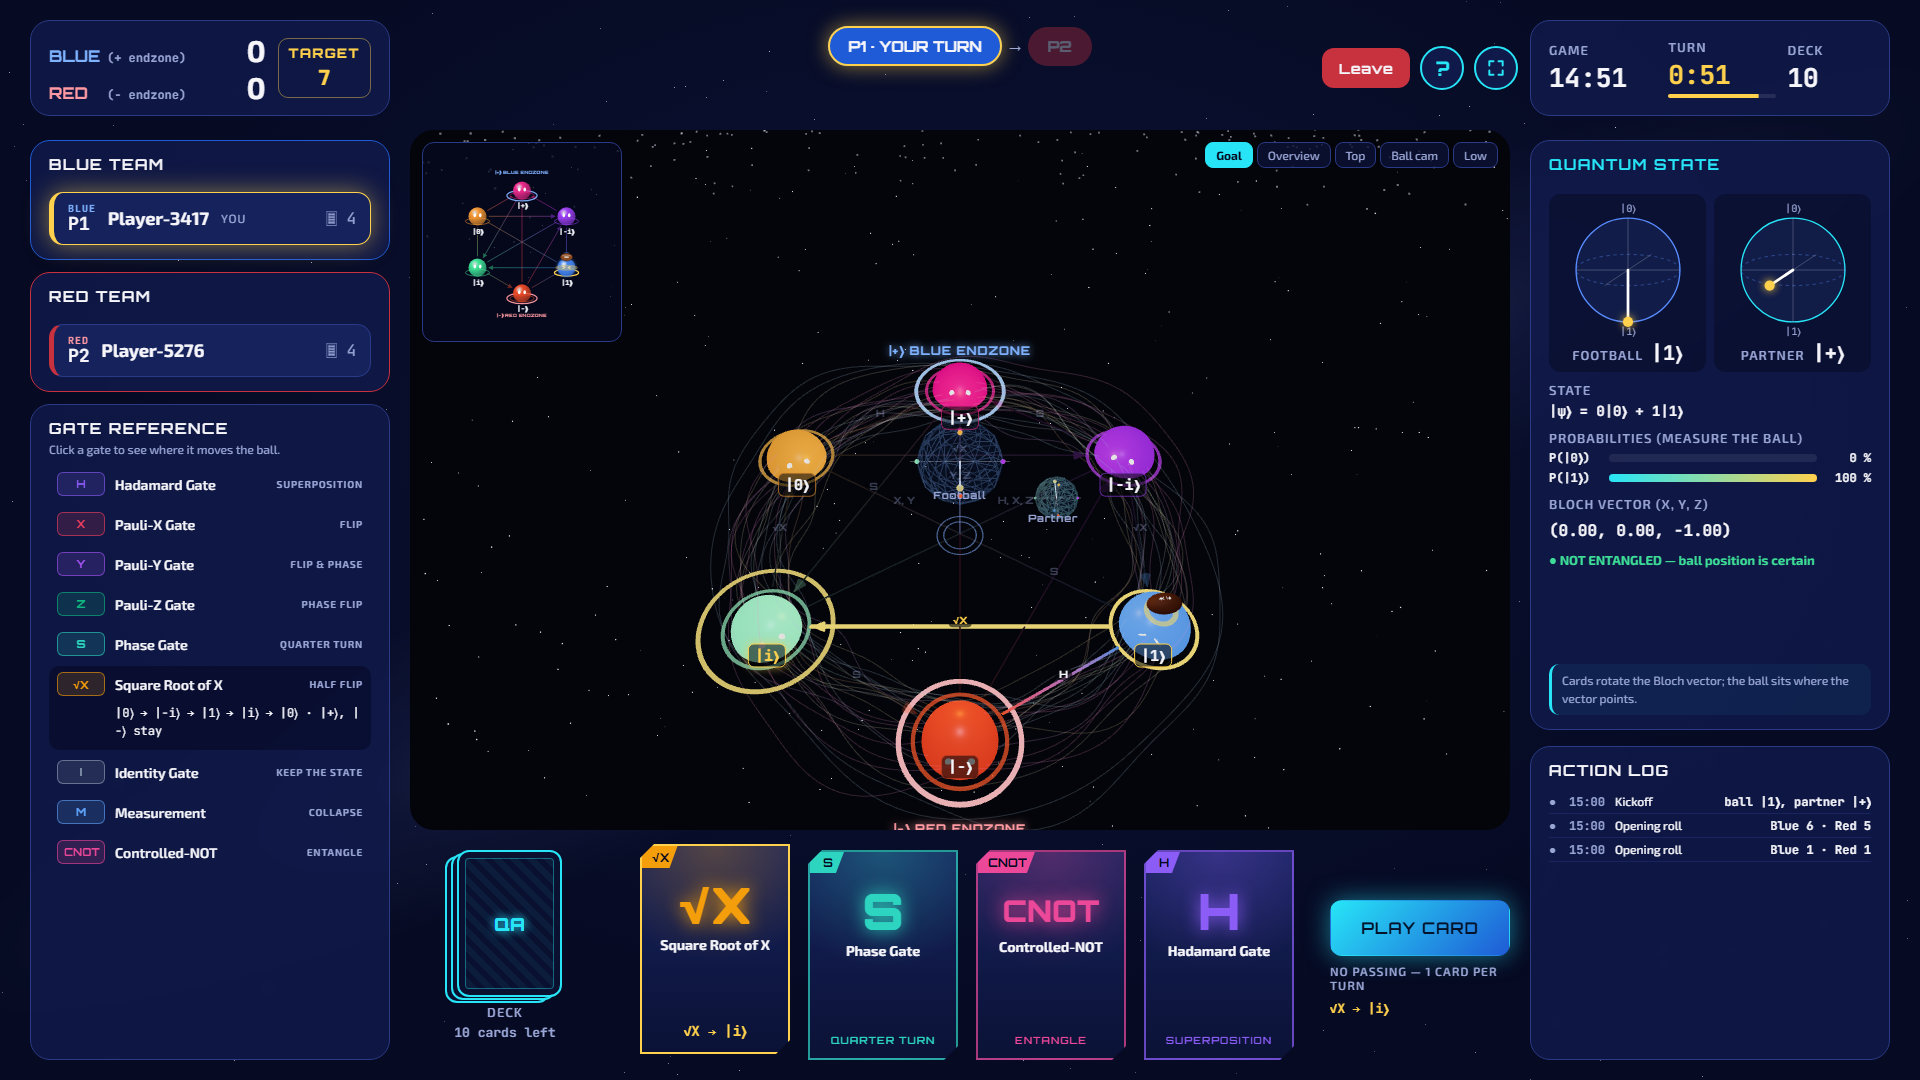 BLUE (+ endzone) 0
RED (- endzone) 0
TARGET
7
P1 · YOUR TURN → P2
Leave
?
GAME
14:51
TURN
0:51
DECK
10
BLUE TEAM
BLUE
P1 Player-3417 YOU 4
RED TEAM
RED
P2 Player-5276 4
GATE REFERENCE
Click a gate to see where it moves the ball.
H Hadamard Gate SUPERPOSITION
X Pauli-X Gate FLIP
Y Pauli-Y Gate FLIP & PHASE
Z Pauli-Z Gate PHASE FLIP
S Phase Gate QUARTER TURN
√X Square Root of X HALF FLIP
|0⟩ → |-i⟩ → |1⟩ → |i⟩ → |0⟩ · |+⟩, |
-⟩ stay
I Identity Gate KEEP THE STATE
M Measurement COLLAPSE
CNOT Controlled-NOT ENTANGLE
|+⟩ BLUE ENDZONE
|+⟩
|0⟩
|-i⟩
|i⟩
|1⟩
|-⟩
|-⟩ RED ENDZONE
Goal
Overview
Top
Ball cam
Low
|+⟩ BLUE ENDZONE
|+⟩
H
S
|0⟩
|-i⟩
S
X, Y
Football
H, X, Z
Partner
√X
√X
S
√X
|i⟩
|1⟩
S
H
|-⟩
|-⟩ RED ENDZONE
QUANTUM STATE
|0⟩
|1⟩
FOOTBALL |1⟩
|0⟩
|1⟩
PARTNER |+⟩
STATE
|ψ⟩ = 0|0⟩ + 1|1⟩
PROBABILITIES (MEASURE THE BALL)
P(|0⟩) 0 %
P(|1⟩) 100 %
BLOCH VECTOR (X, Y, Z)
(0.00, 0.00, -1.00)
● NOT ENTANGLED — ball position is certain
Cards rotate the Bloch vector; the ball sits where the
vector points.
ACTION LOG
● 15:00 Kickoff ball |1⟩, partner |+⟩
● 15:00 Opening roll Blue 6 · Red 5
● 15:00 Opening roll Blue 1 · Red 1
QA
DECK
10 cards left
√X
√X
Square Root of X
√X → |i⟩
S
S
Phase Gate
QUARTER TURN
CNOT
CNOT
Controlled-NOT
ENTANGLE
H
H
Hadamard Gate
SUPERPOSITION
PLAY CARD
NO PASSING — 1 CARD PER
TURN
√X → |i⟩